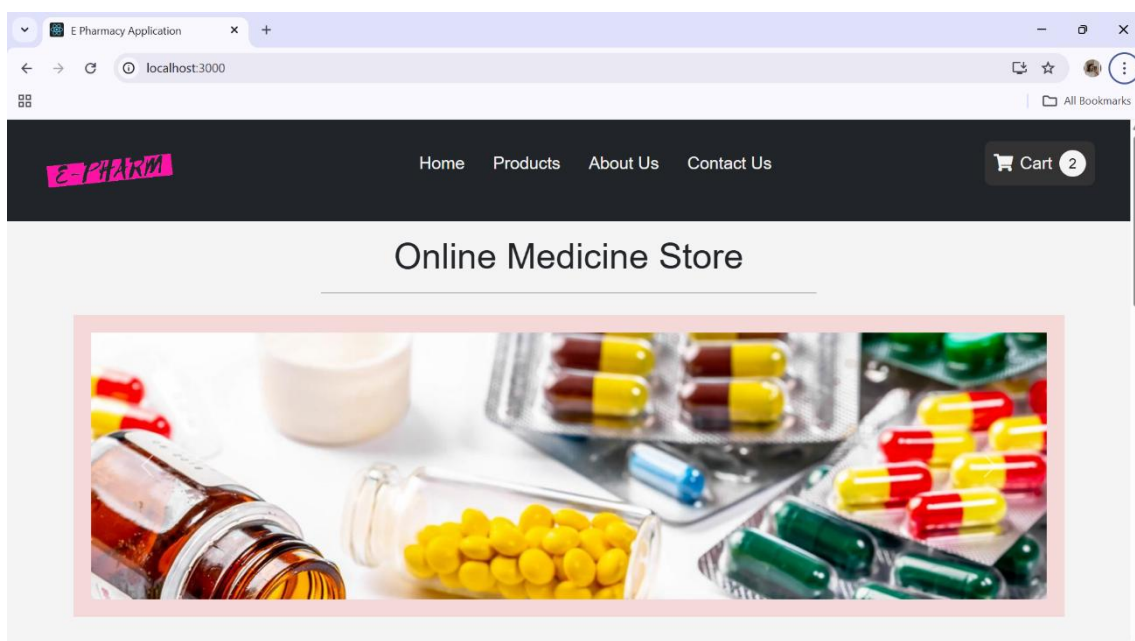 E Pharmacy Application
localhost:3000
All Bookmarks
E-PHARM
Home Products About Us Contact Us
Cart 2
Online Medicine Store